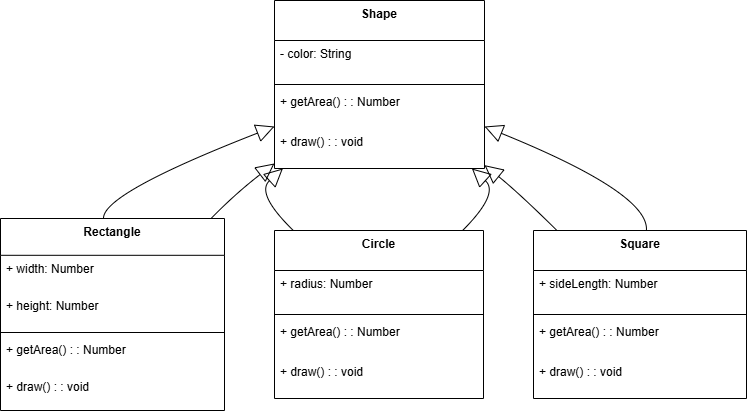 Shape
- color: String
+ getArea() : : Number
+ draw() : : void
Rectangle
+ width: Number
+ height: Number
+ getArea() : : Number
+ draw() : : void
Circle
+ radius: Number
+ getArea() : : Number
+ draw() : : void
Square
+ sideLength: Number
+ getArea() : : Number
+ draw() : : void